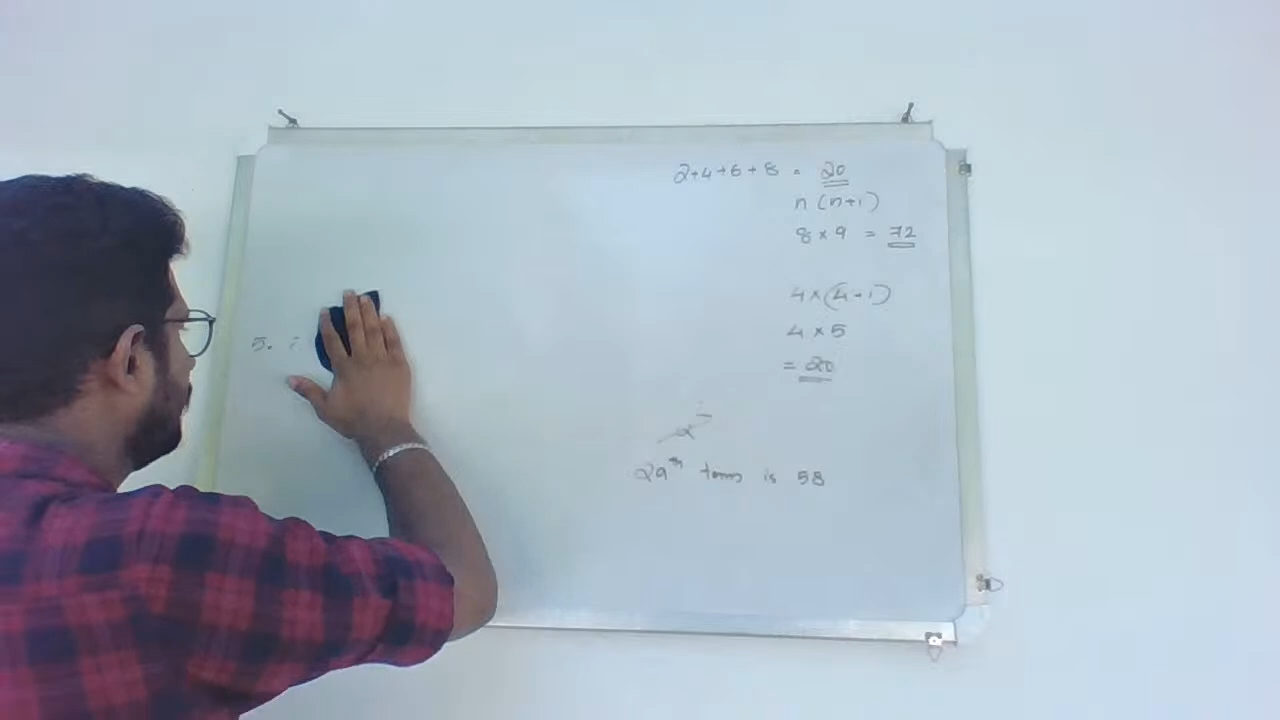 2+4+6+8 = 20
n (n+1)
8 × 9 = 72
4×(4+1)
4 × 5
= 20
5. i
29th term is 58